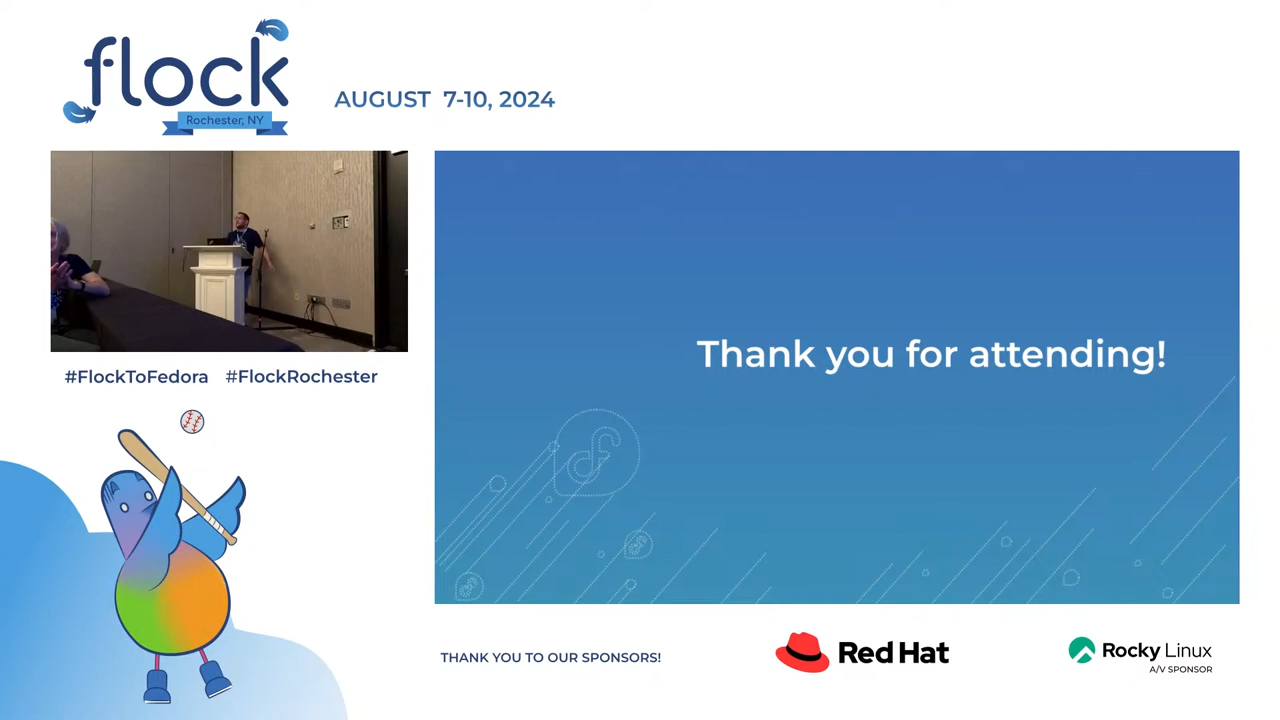 flock
Rochester, NY
AUGUST 7-10, 2024
#FlockToFedora #FlockRochester
Thank you for attending!
THANK YOU TO OUR SPONSORS!
Red Hat
Rocky Linux
A/V SPONSOR